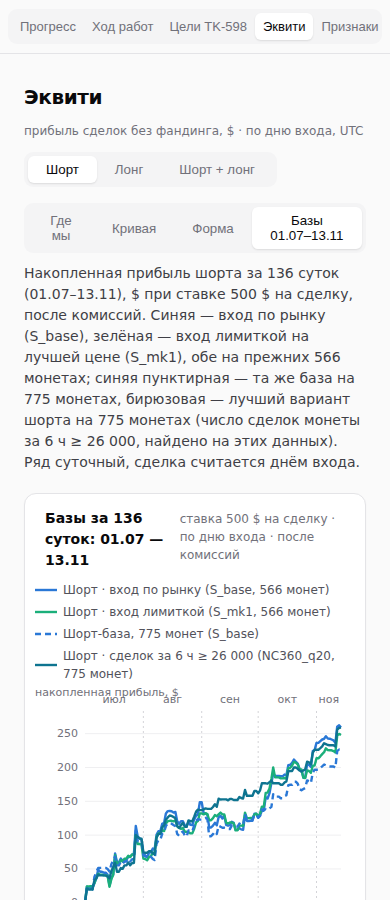 Прогресс Ход работ Цели TK-598 Эквити Признаки
Эквити
прибыль сделок без фандинга, $ · по дню входа, UTC
Шорт Лонг Шорт + лонг
Где мы Кривая Форма Базы 01.07–13.11
Накопленная прибыль шорта за 136 суток
(01.07–13.11), $ при ставке 500 $ на сделку,
после комиссий. Синяя — вход по рынку
(S_base), зелёная — вход лимиткой на
лучшей цене (S_mk1), обе на прежних 566
монетах; синяя пунктирная — та же база на
775 монетах, бирюзовая — лучший вариант
шорта на 775 монетах (число сделок монеты
за 6 ч ≥ 26 000, найдено на этих данных).
Ряд суточный, сделка считается днём входа.
Базы за 136
суток: 01.07 —
13.11
ставка 500 $ на сделку ·
по дню входа · после
комиссий
Шорт · вход по рынку (S_base, 566 монет)
Шорт · вход лимиткой (S_mk1, 566 монет)
Шорт-база, 775 монет (S_base)
Шорт · сделок за 6 ч ≥ 26 000 (NC360_q20,
775 монет)
накопленная прибыль, $
июл авг сен окт ноя
250
200
150
100
50